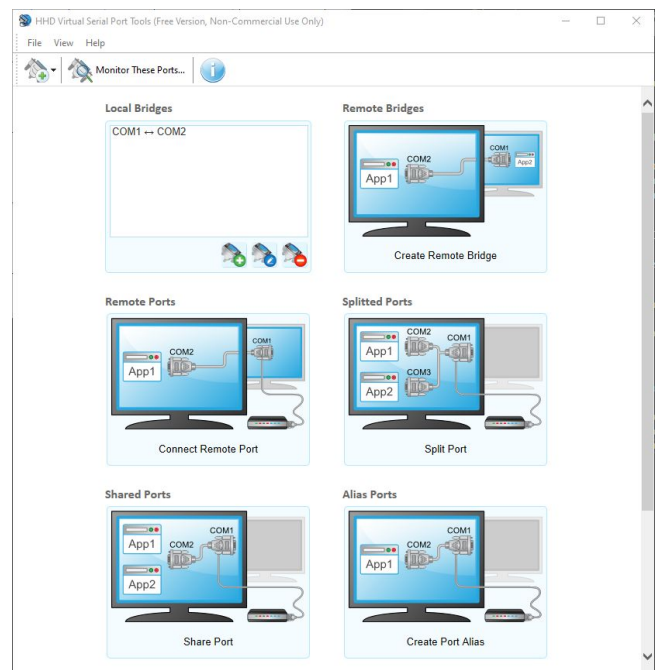 HHD Virtual Serial Port Tools (Free Version, Non-Commercial Use Only)
File View Help
Monitor These Ports...
Local Bridges
COM1 ↔ COM2
Remote Bridges
COM2
COM1
App1
App2
Create Remote Bridge
Remote Ports
COM2
COM1
App1
Connect Remote Port
Splitted Ports
COM2
COM1
App1
COM3
App2
Split Port
Shared Ports
COM1
App1
COM2
App2
Share Port
Alias Ports
COM1
COM2
App1
Create Port Alias